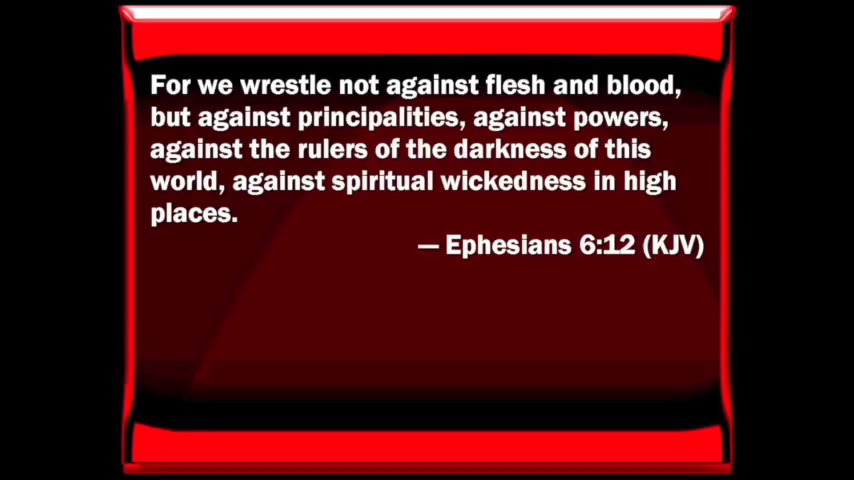 For we wrestle not against flesh and blood,
but against principalities, against powers,
against the rulers of the darkness of this
world, against spiritual wickedness in high
places.
— Ephesians 6:12 (KJV)